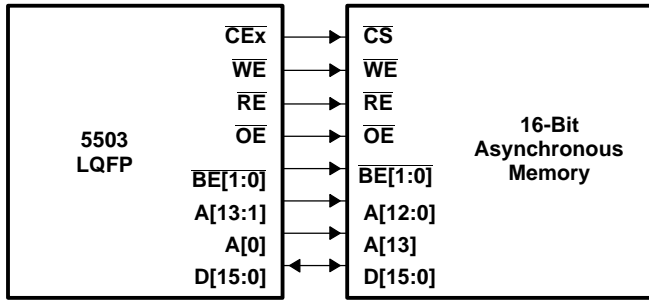 CEx CS
WE WE
RE RE
OE OE
5503
LQFP
16-Bit
Asynchronous
Memory
BE[1:0] BE[1:0]
A[13:1] A[12:0]
A[0] A[13]
D[15:0] D[15:0]